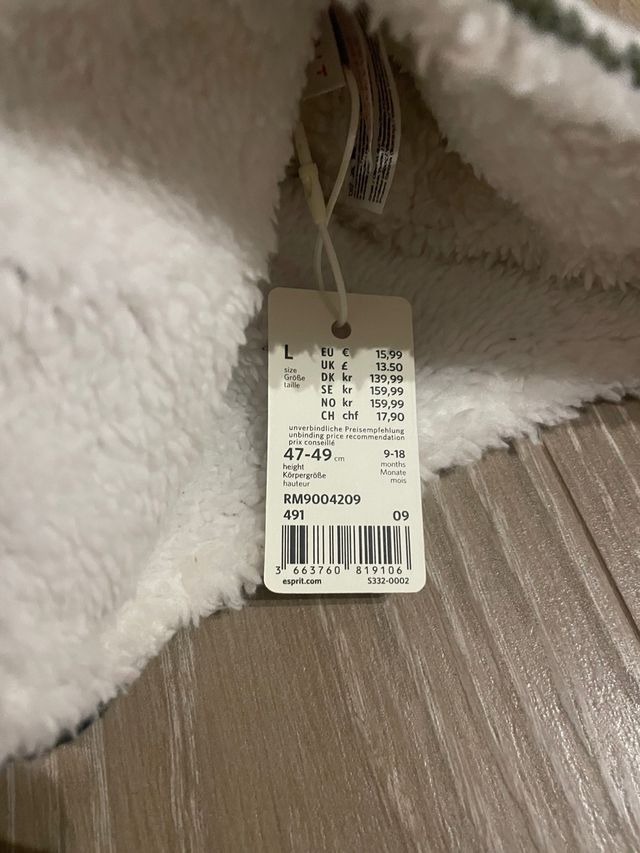 L
size
Größe
taille
EU € 15,99
UK £ 13.50
DK kr 139,99
SE kr 159,99
NO kr 159,99
CH chf 17,90
unverbindliche Preisempfehlung
unbinding price recommendation
prix conseillé
47-49 cm
height
Körpergröße
hauteur
9-18
months
Monate
mois
RM9004209
491 09
3 663760 819106
esprit.com S332-0002